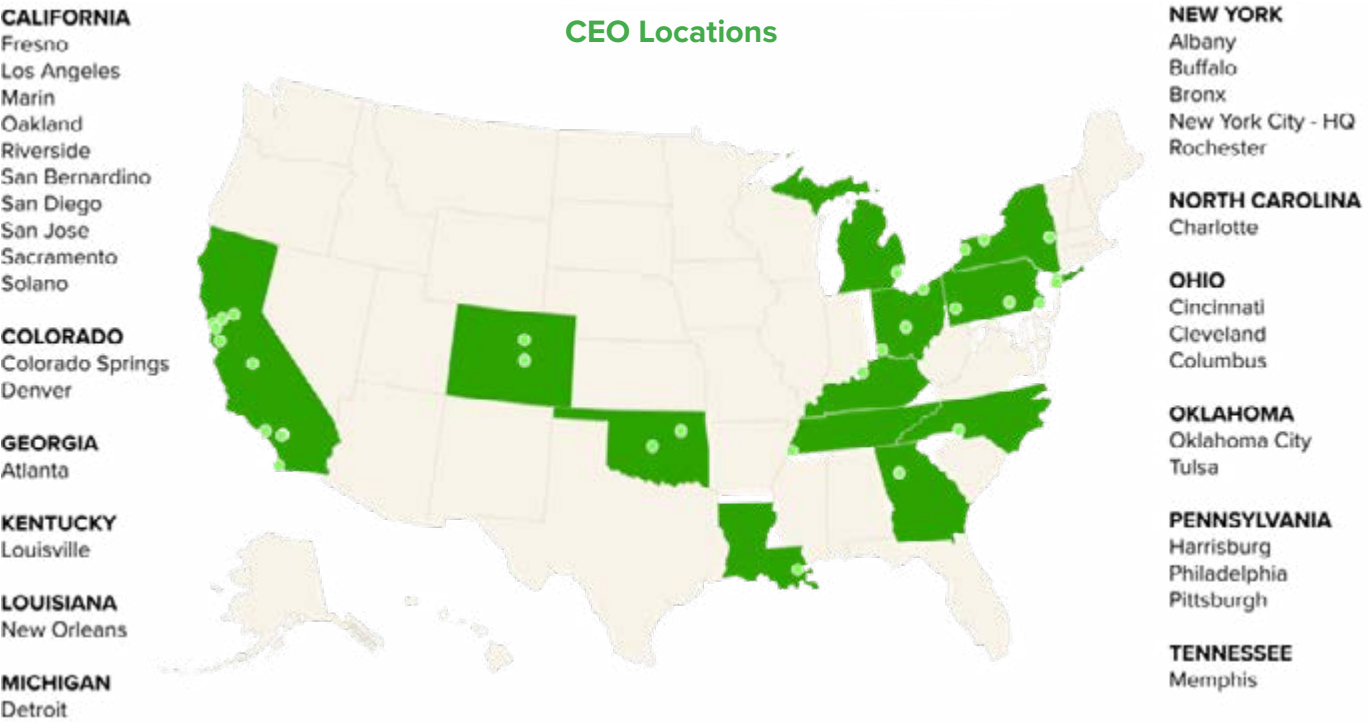 CEO Locations
CALIFORNIA
Fresno
Los Angeles
Marin
Oakland
Riverside
San Bernardino
San Diego
San Jose
Sacramento
Solano
COLORADO
Colorado Springs
Denver
GEORGIA
Atlanta
KENTUCKY
Louisville
LOUISIANA
New Orleans
MICHIGAN
Detroit
NEW YORK
Albany
Buffalo
Bronx
New York City - HQ
Rochester
NORTH CAROLINA
Charlotte
OHIO
Cincinnati
Cleveland
Columbus
OKLAHOMA
Oklahoma City
Tulsa
PENNSYLVANIA
Harrisburg
Philadelphia
Pittsburgh
TENNESSEE
Memphis